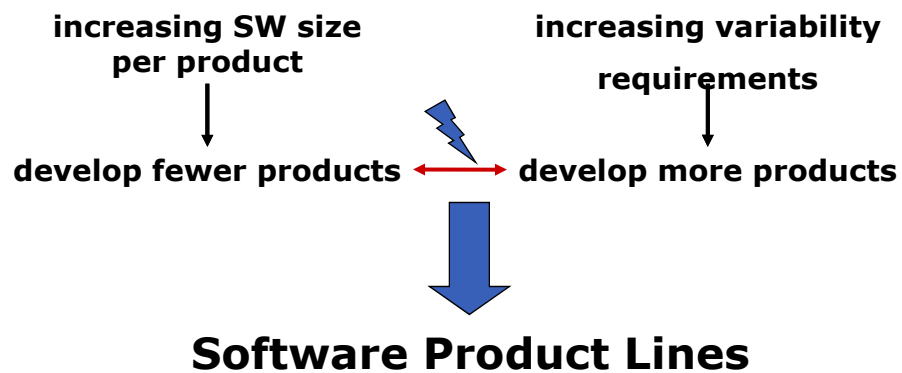 increasing SW size
per product
increasing variability
requirements
develop fewer products
develop more products
Software Product Lines